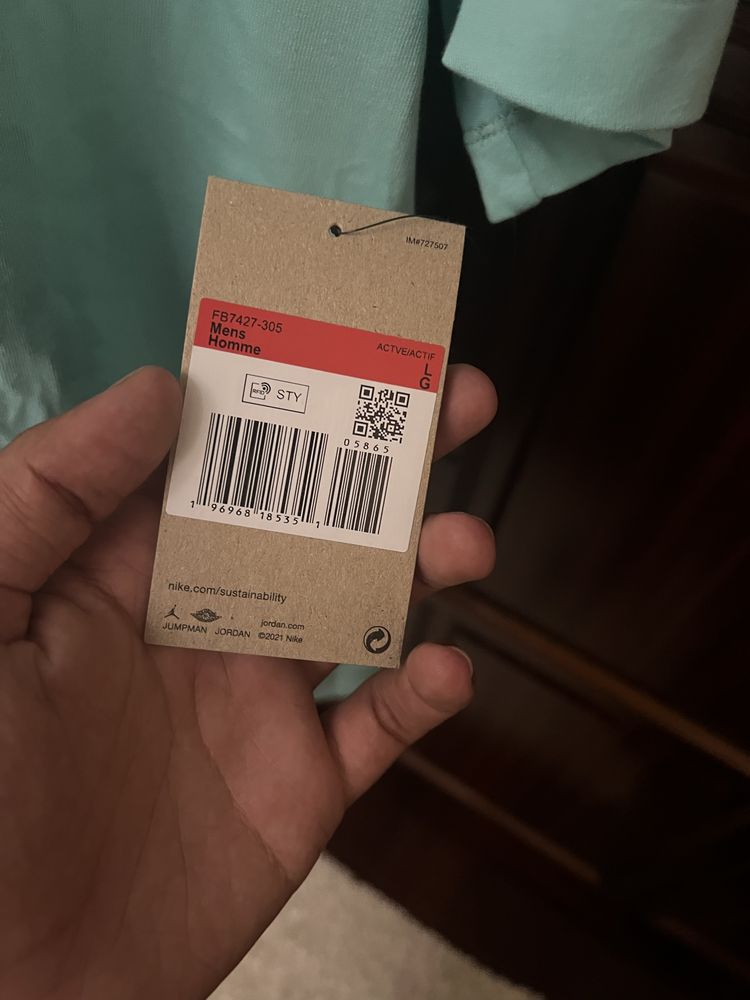 IM#727507
FB7427-305
Mens
Homme
ACTVE/ACTIF
L
G
RFID
STY
05865
1 96968 18535 1
nike.com/sustainability
JUMPMAN JORDAN
jordan.com
©2021 Nike